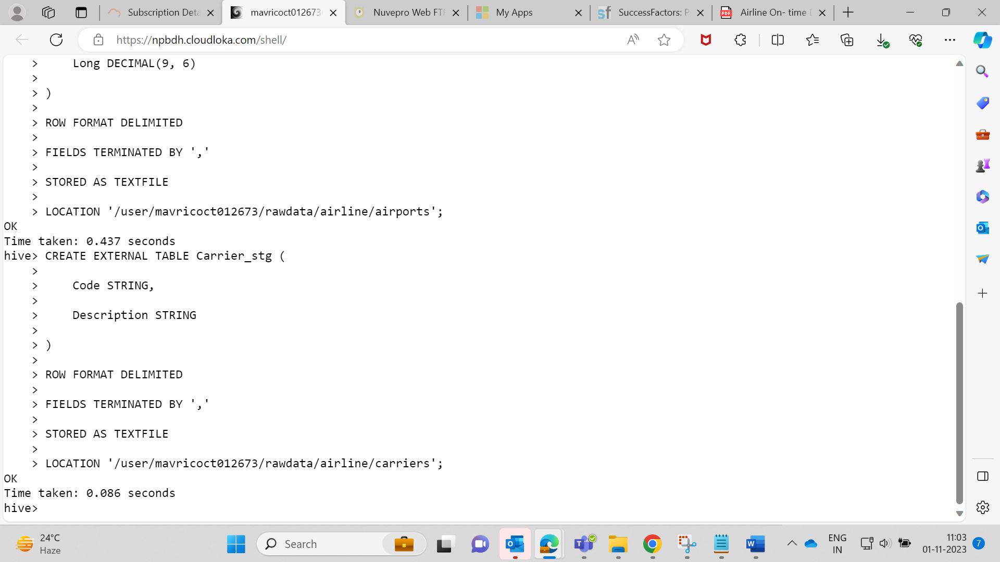 Subscription Deta
mavricoct012673
Nuvepro Web FTP
My Apps
SuccessFactors: P
Airline On- time D
https://npbdh.cloudloka.com/shell/
>     Long DECIMAL(9, 6)
>
> )
>
> ROW FORMAT DELIMITED
>
> FIELDS TERMINATED BY ','
>
> STORED AS TEXTFILE
>
> LOCATION '/user/mavricoct012673/rawdata/airline/airports';
OK
Time taken: 0.437 seconds
hive> CREATE EXTERNAL TABLE Carrier_stg (
>
>     Code STRING,
>
>     Description STRING
>
> )
>
> ROW FORMAT DELIMITED
>
> FIELDS TERMINATED BY ','
>
> STORED AS TEXTFILE
>
> LOCATION '/user/mavricoct012673/rawdata/airline/carriers';
OK
Time taken: 0.086 seconds
hive>
24°C
Haze
Search
ENG
IN
11:03
01-11-2023
7